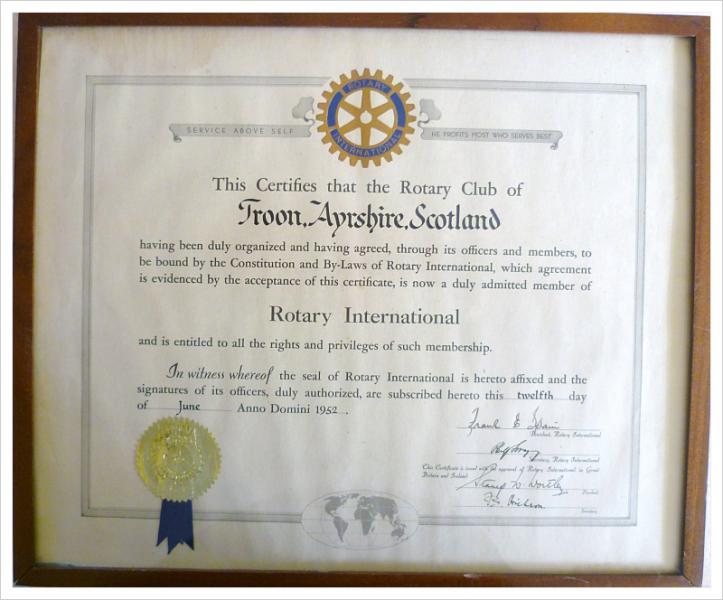 ROTARY
INTERNATIONAL
SERVICE ABOVE SELF
HE PROFITS MOST WHO SERVES BEST
This Certifies that the Rotary Club of
Troon, Ayrshire, Scotland
having been duly organized and having agreed, through its officers and members, to
be bound by the Constitution and By-Laws of Rotary International, which agreement
is evidenced by the acceptance of this certificate, is now a duly admitted member of
Rotary International
and is entitled to all the rights and privileges of such membership.
In witness whereof the seal of Rotary International is hereto affixed and the
signatures of its officers, duly authorized, are subscribed hereto this twelfth day
of June Anno Domini 1952.
Frank E
President, Rotary International
Secretary, Rotary International
This Certificate is issued with the approval of Rotary International in Great
Britain and Ireland
President
Secretary